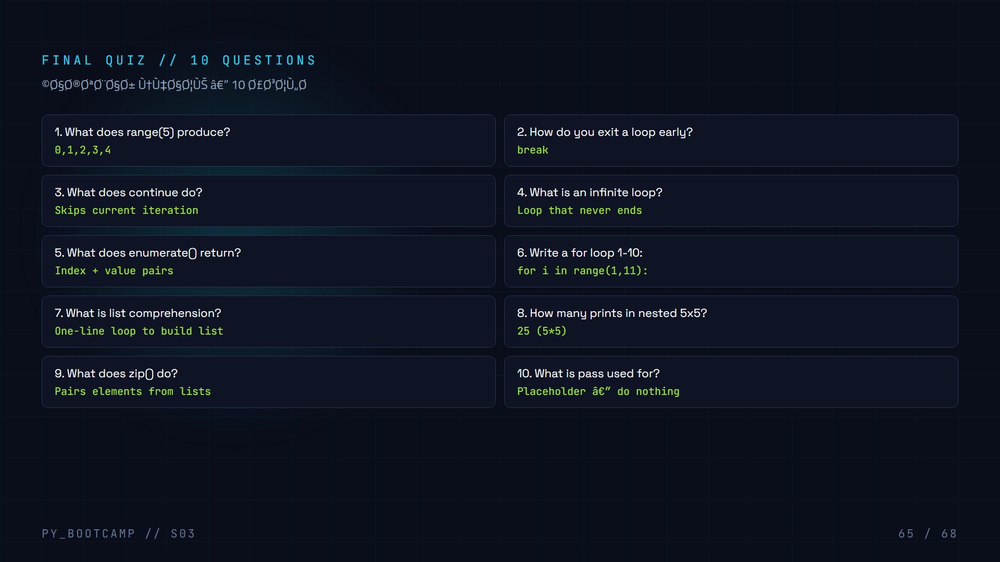 FINAL QUIZ // 10 QUESTIONS
©Ø§Ø®ØªØ¨Ø§Ø± Ù†Ù‡Ø§Ø¦ÙŠ â€” 10 Ø£Ø³Ø¦Ù„Ø
1. What does range(5) produce?
0,1,2,3,4
2. How do you exit a loop early?
break
3. What does continue do?
Skips current iteration
4. What is an infinite loop?
Loop that never ends
5. What does enumerate() return?
Index + value pairs
6. Write a for loop 1-10:
for i in range(1,11):
7. What is list comprehension?
One-line loop to build list
8. How many prints in nested 5x5?
25 (5*5)
9. What does zip() do?
Pairs elements from lists
10. What is pass used for?
Placeholder â€” do nothing
PY_BOOTCAMP // S03
65 / 68